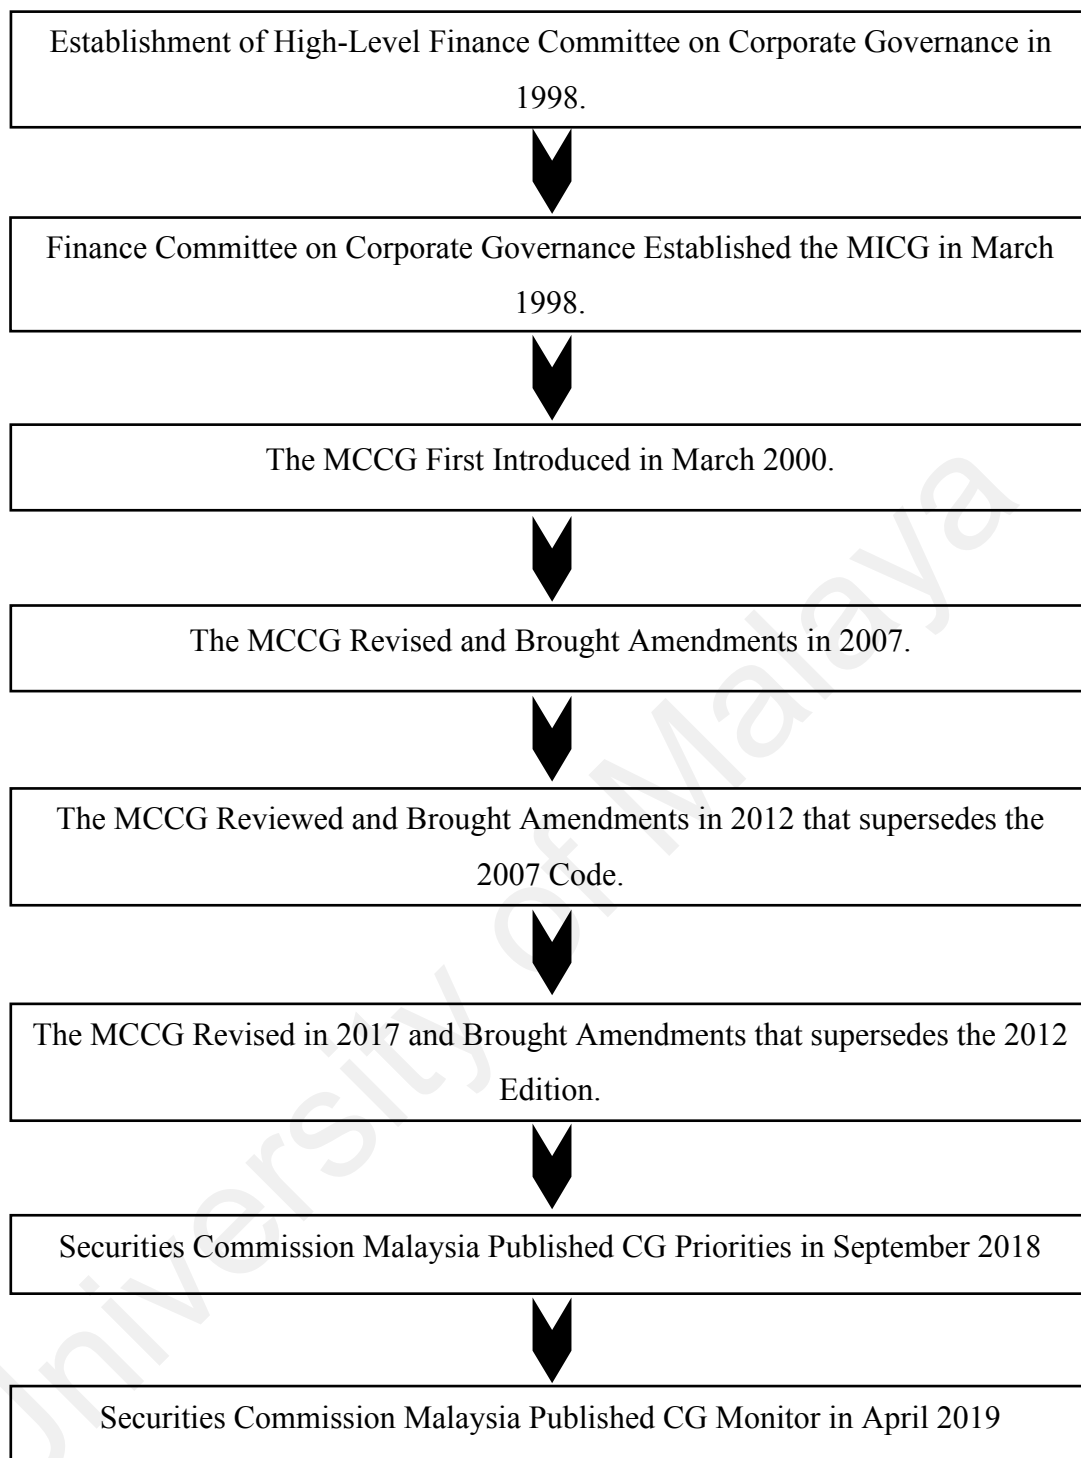 Establishment of High-Level Finance Committee on Corporate Governance in
1998.
Finance Committee on Corporate Governance Established the MICG in March
1998.
The MCCG First Introduced in March 2000.
The MCCG Revised and Brought Amendments in 2007.
The MCCG Reviewed and Brought Amendments in 2012 that supersedes the
2007 Code.
The MCCG Revised in 2017 and Brought Amendments that supersedes the 2012
Edition.
Securities Commission Malaysia Published CG Priorities in September 2018
Securities Commission Malaysia Published CG Monitor in April 2019
University of Malaya